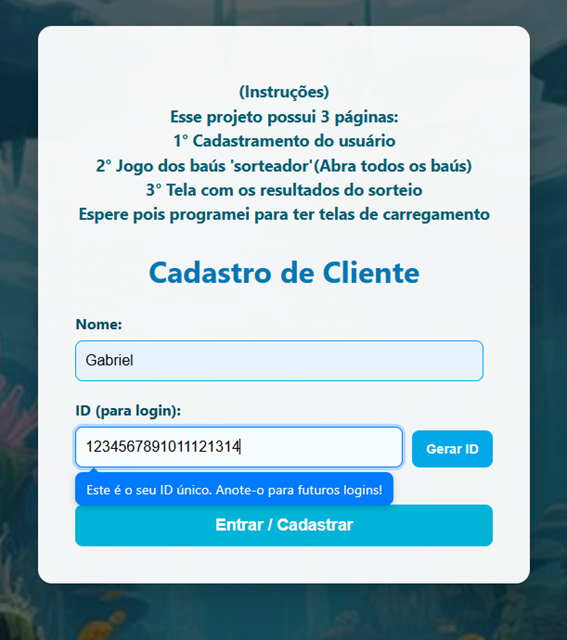 (Instruções)
Esse projeto possui 3 páginas:
1° Cadastramento do usuário
2° Jogo dos baús 'sorteador'(Abra todos os baús)
3° Tela com os resultados do sorteio
Espere pois programei para ter telas de carregamento
Cadastro de Cliente
Nome:
Gabriel
ID (para login):
1234567891011121314
Gerar ID
Este é o seu ID único. Anote-o para futuros logins!
Entrar / Cadastrar